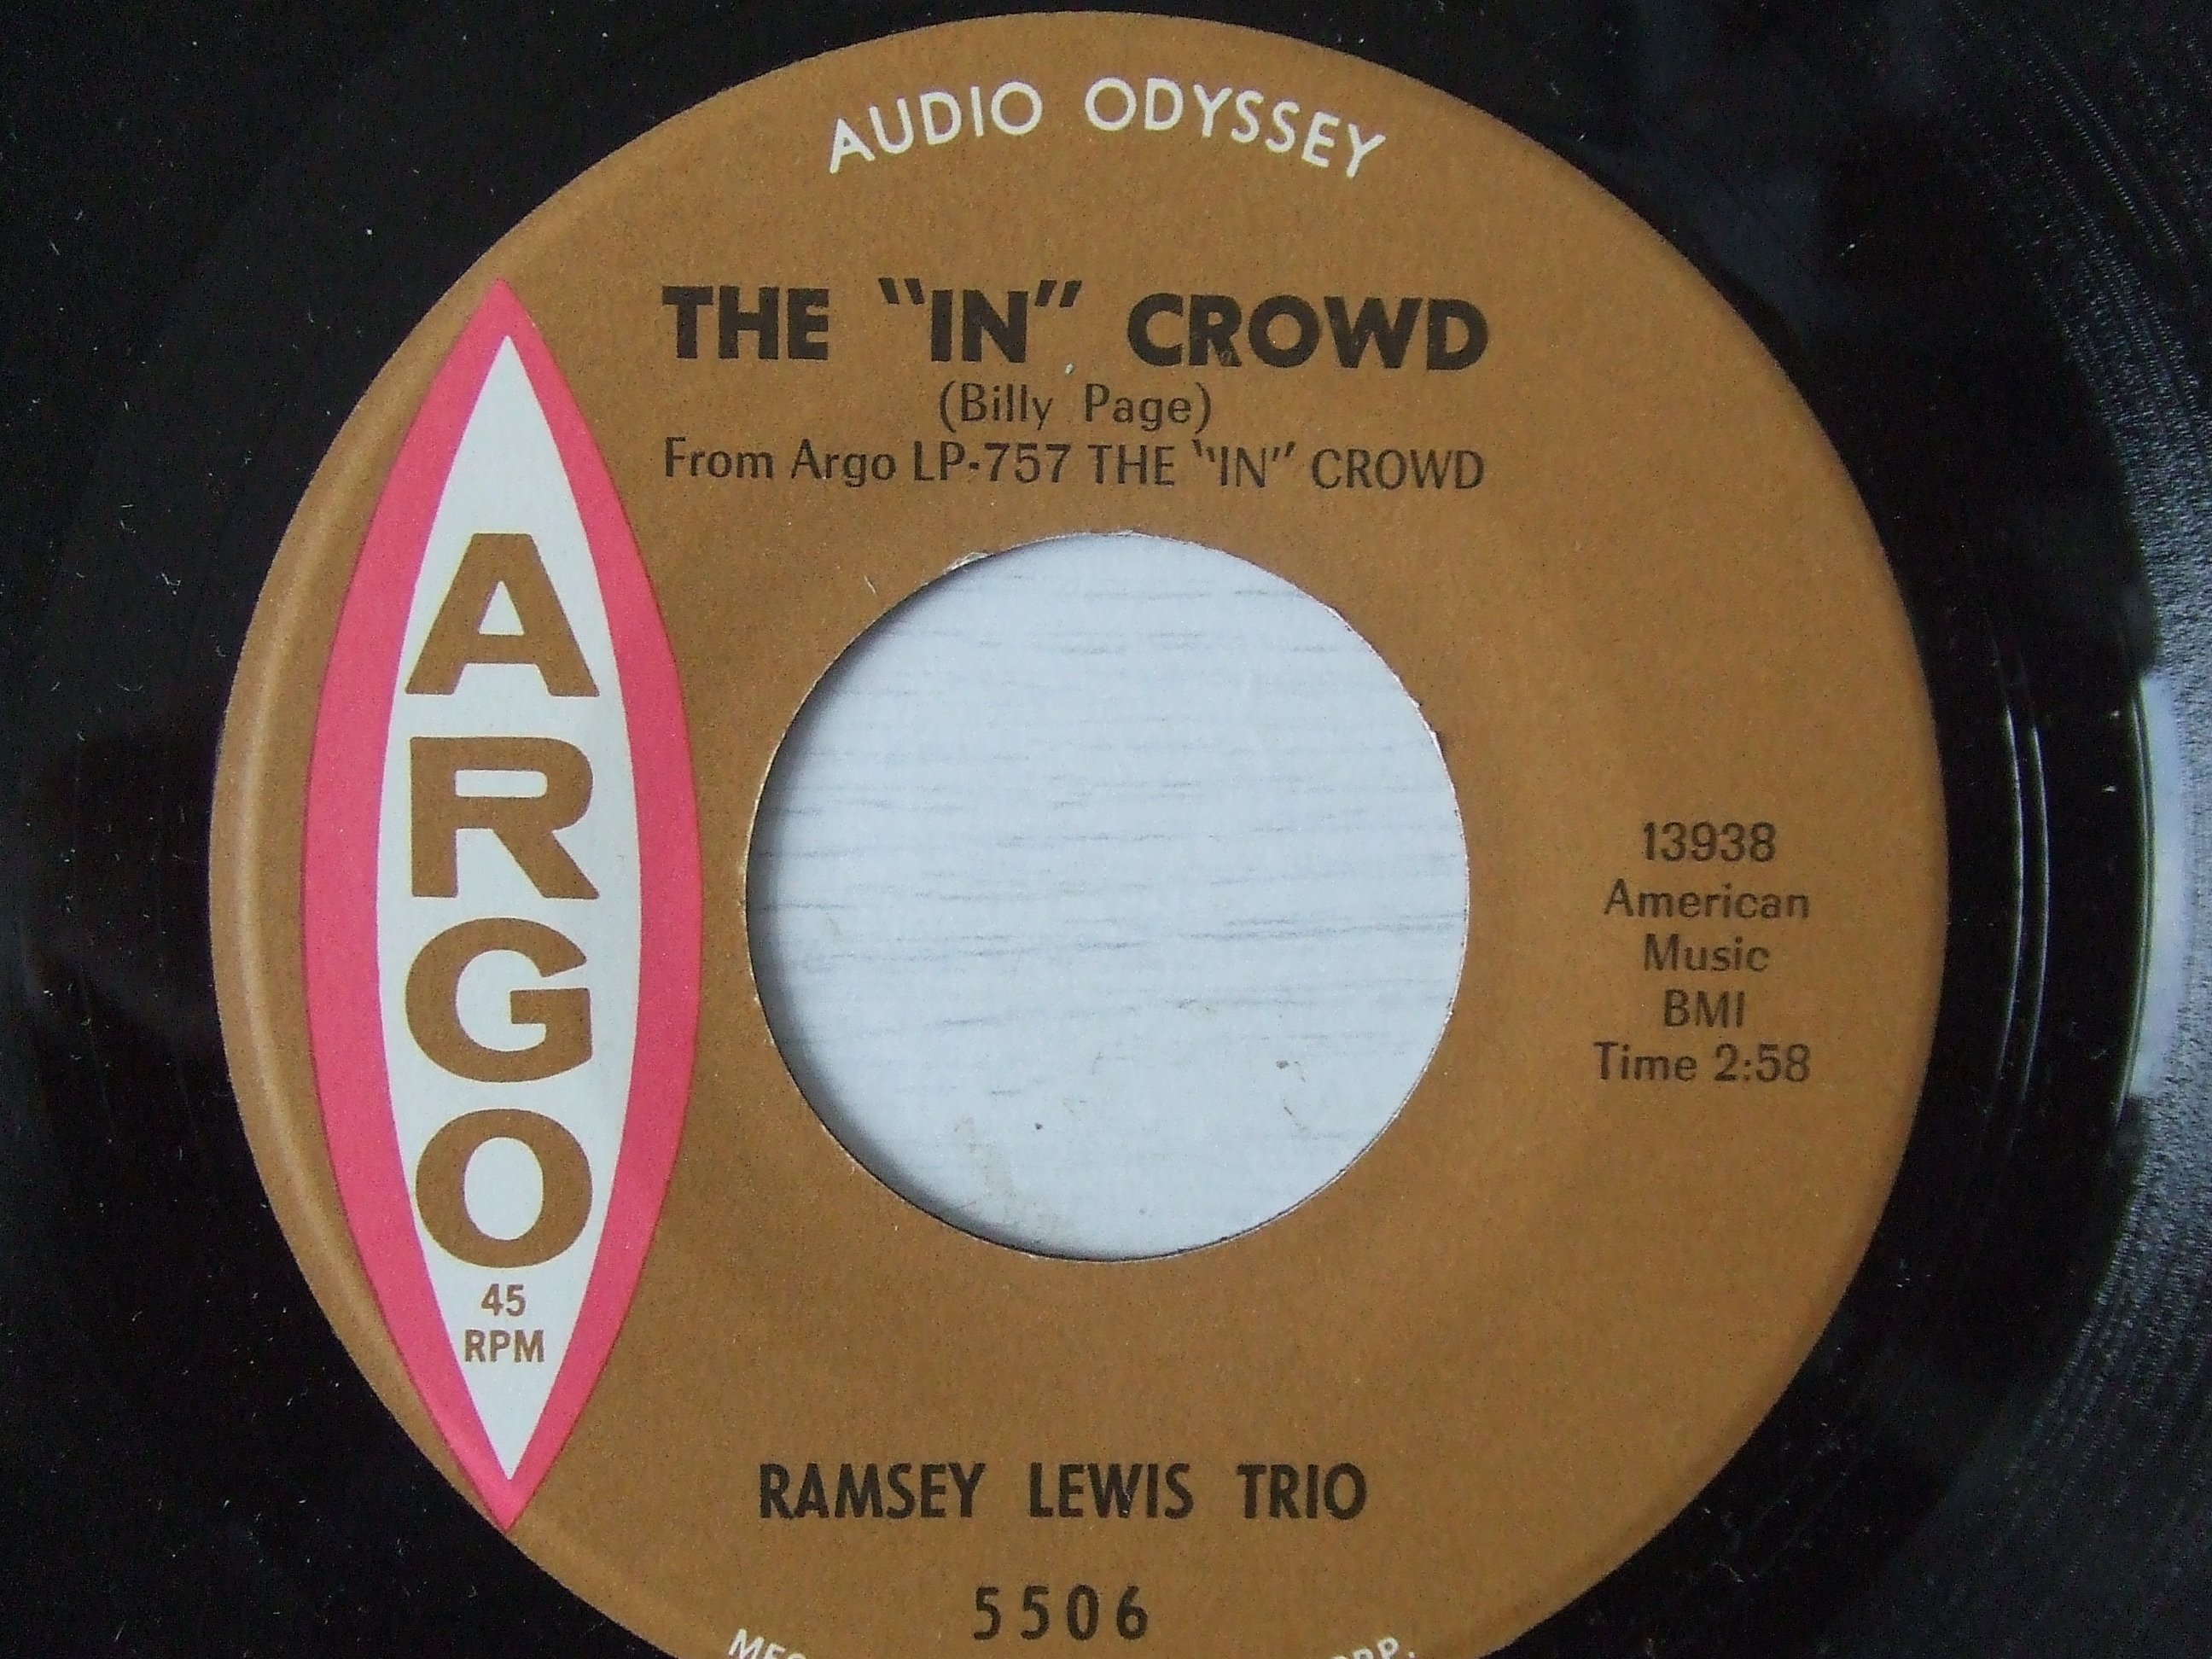 AUDIO ODYSSEY
THE "IN" CROWD
(Billy Page)
From Argo LP-757 THE "IN" CROWD
ARGO
45
RPM
13938
American
Music
BMI
Time 2:58
RAMSEY LEWIS TRIO
5506